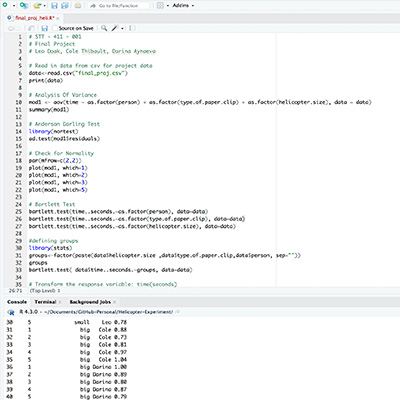 Go to file/function
Addins
final_proj_heli.R*
Source on Save
1 # STT - 411 - 001
2 # Final Project
3 # Leo Doak, Cole Thibault, Darina Aynaeva
4
5 # Read in data from csv for project data
6 data<-read.csv("final_proj.csv")
7 print(data)
8
9 # Analysis Of Variance
10 mod1 <- aov(time ~ as.factor(person) + as.factor(type.of.paper.clip) + as.factor(helicopter.size), data = data)
11 summary(mod1)
12
13 # Anderson Darling Test
14 library(nortest)
15 ad.test(mod1$residuals)
16
17 # Check for Normality
18 par(mfrow=c(2,2))
19 plot(mod1, which=1)
20 plot(mod1, which=2)
21 plot(mod1, which=3)
22 plot(mod1, which=5)
23
24 # Bartlett Test
25 bartlett.test(time..seconds.~as.factor(person), data=data)
26 bartlett.test(time..seconds.~as.factor(type.of.paper.clip), data=data)
27 bartlett.test(time..seconds.~as.factor(helicopter.size), data=data)
28
29 #defining groups
30 library(stats)
31 groups<-factor(paste(data$helicopter.size ,data$type.of.paper.clip,data$person, sep=""))
32 groups
33 bartlett.test( data$time..seconds.~groups, data=data)
34
35 # Transform the response variable: time(seconds)
26:71 (Top Level)
Console Terminal Background Jobs
R 4.3.0 · ~/Documents/GitHub-Personal/Helicopter-Experiment/
30 5 small Leo 0.78
31 1 big Cole 0.88
32 2 big Cole 0.73
33 3 big Cole 0.81
34 4 big Cole 0.97
35 5 big Cole 1.04
36 1 big Darina 1.00
37 2 big Darina 0.89
38 3 big Darina 0.80
39 4 big Darina 0.87
40 5 big Darina 0.79